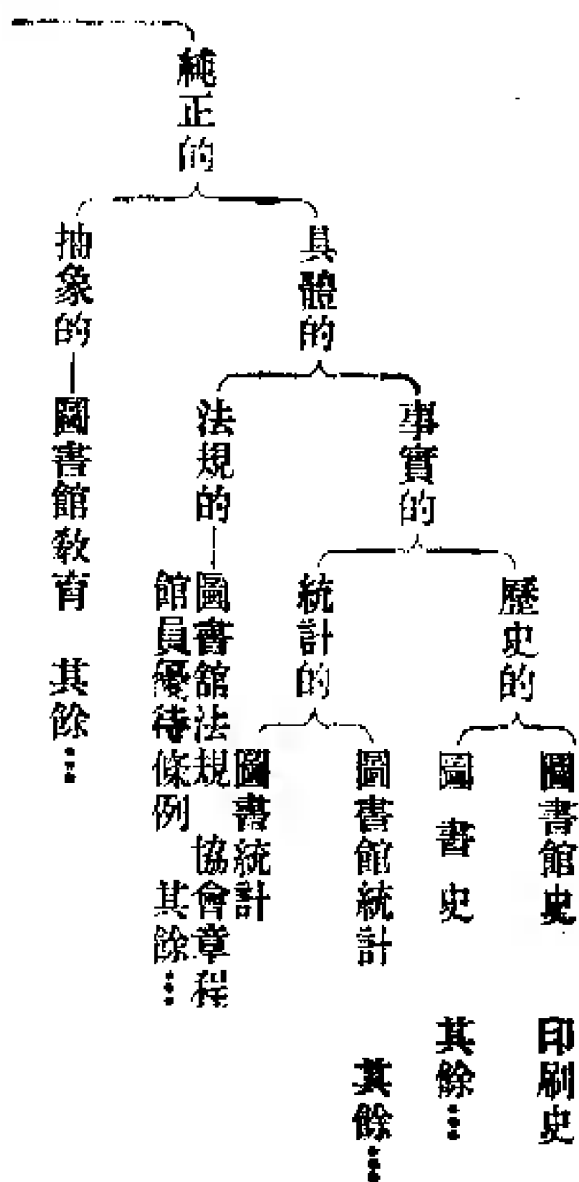 純正的
具體的
事實的
歷史的
圖書館史 印刷史
圖書史 其餘…
統計的
圖書館統計 其餘…
圖書統計
法規的—圖書館法規 協會章程
館員優待條例 其餘…
抽象的—圖書館教育 其餘…